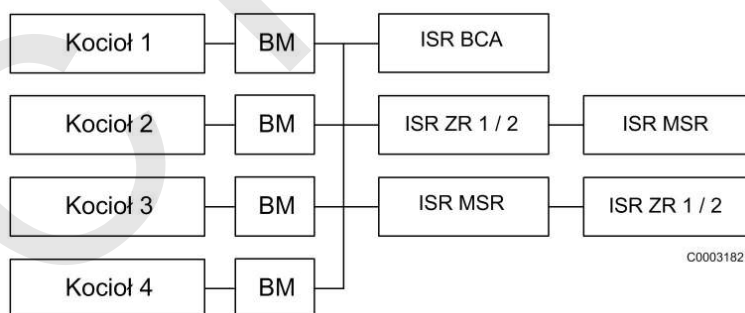 Kocioł 1 BM ISR BCA
Kocioł 2 BM ISR ZR 1 / 2 ISR MSR
Kocioł 3 BM ISR MSR ISR ZR 1 / 2
C0003182
Kocioł 4 BM